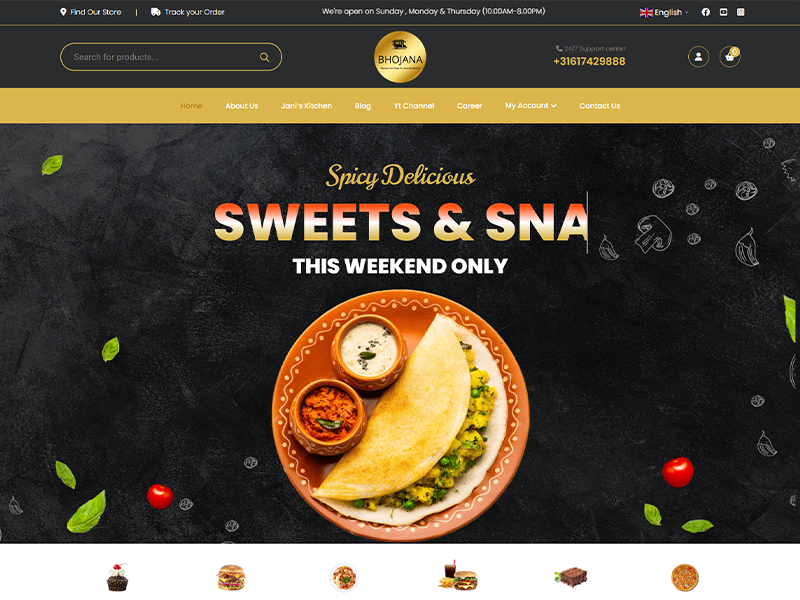 Find Our Store | Track your Order
We're open on Sunday , Monday & Thursday (10.00AM-8.00PM)
English
Search for products...
BHOJANA
24/7 Support center
+31617429888
0
Home About Us Jani's Kitchen Blog Yt Channel Career My Account Contact Us
Spicy Delicious
SWEETS & SNA
THIS WEEKEND ONLY